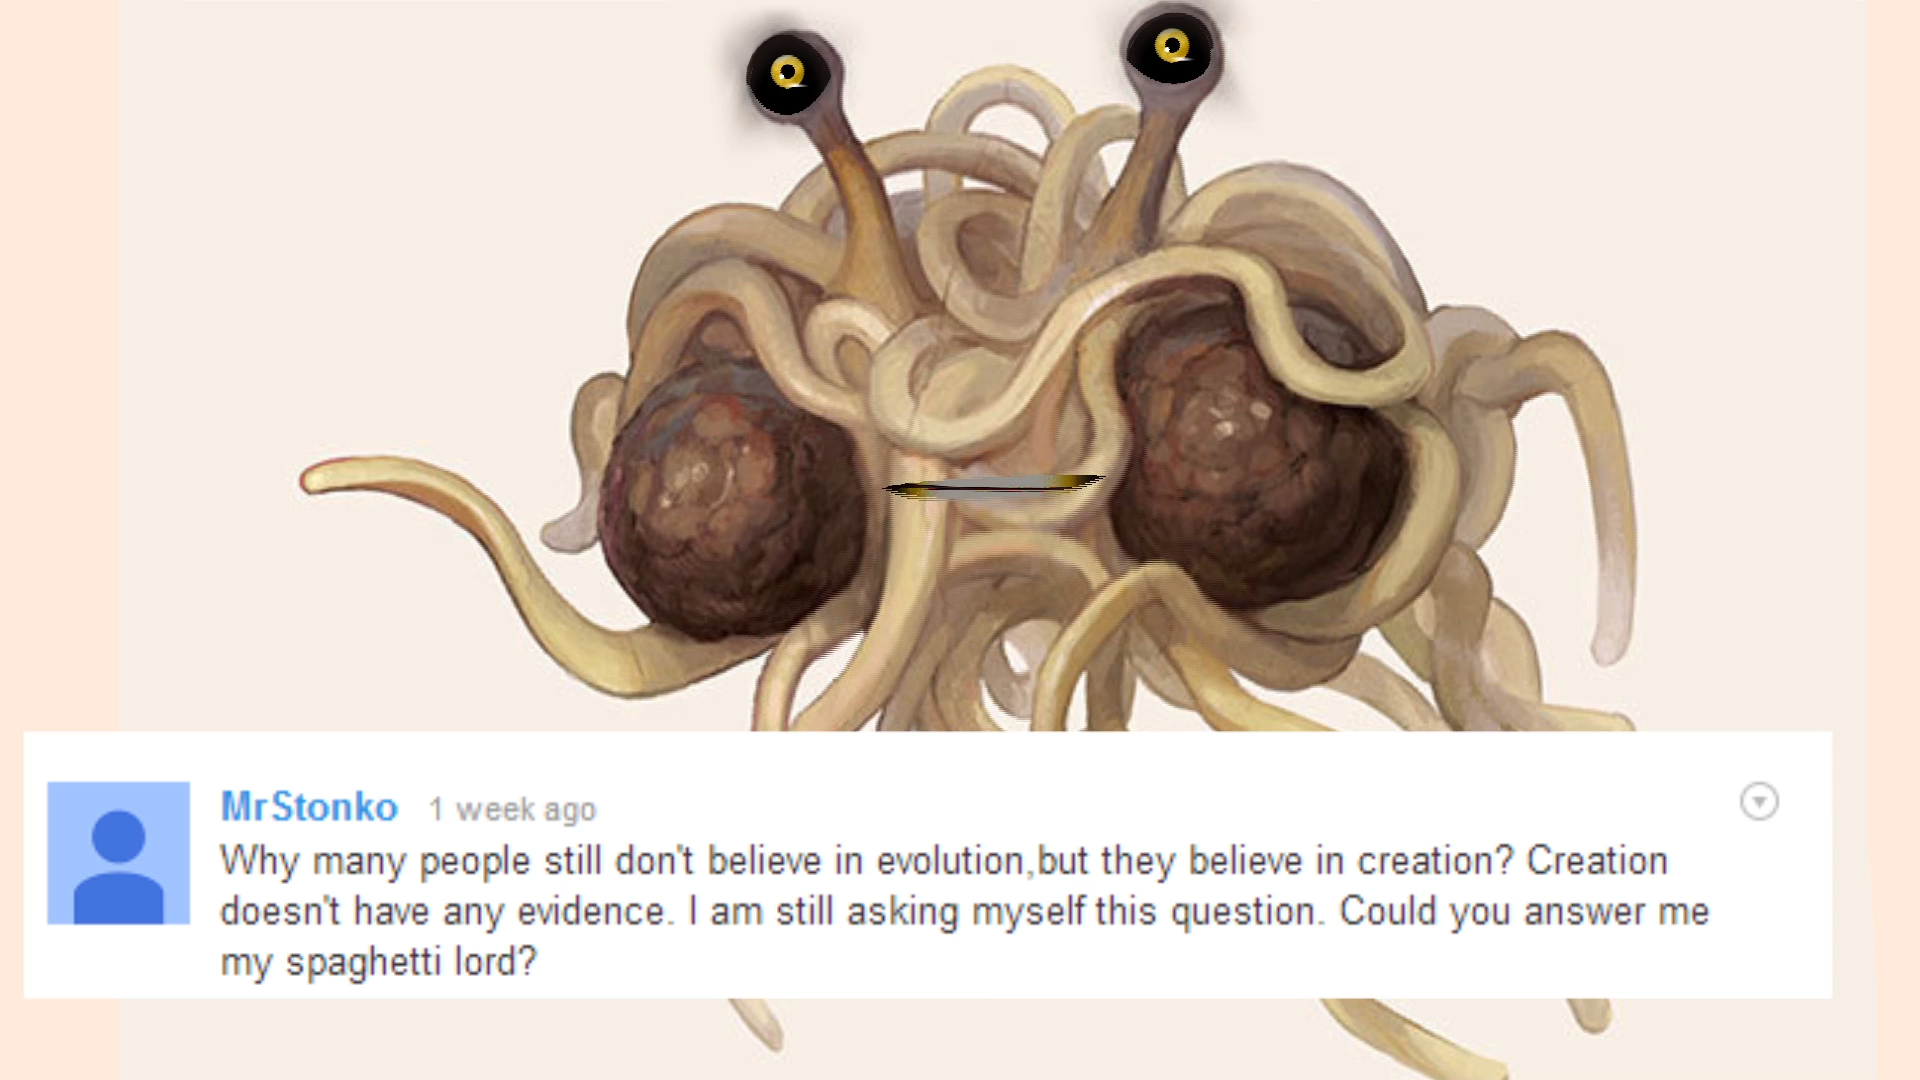 MrStonko 1 week ago
Why many people still don't believe in evolution,but they believe in creation? Creation
doesn't have any evidence. I am still asking myself this question. Could you answer me
my spaghetti lord?